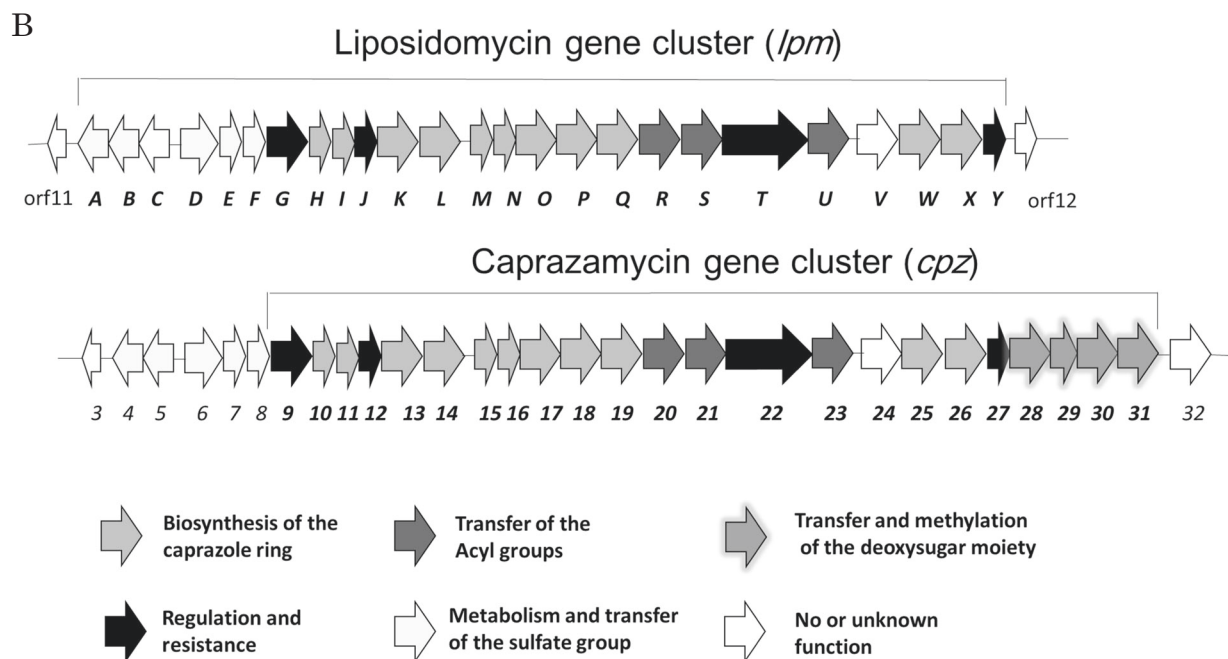 B
Liposidomycin gene cluster (lpm)
orf11 A B C D E F G H I J K L M N O P Q R S T U V W X Y orf12
Caprazamycin gene cluster (cpz)
3 4 5 6 7 8 9 10 11 12 13 14 15 16 17 18 19 20 21 22 23 24 25 26 27 28 29 30 31 32
Biosynthesis of the
caprazole ring
Transfer of the
Acyl groups
Transfer and methylation
of the deoxysugar moiety
Regulation and
resistance
Metabolism and transfer
of the sulfate group
No or unknown
function